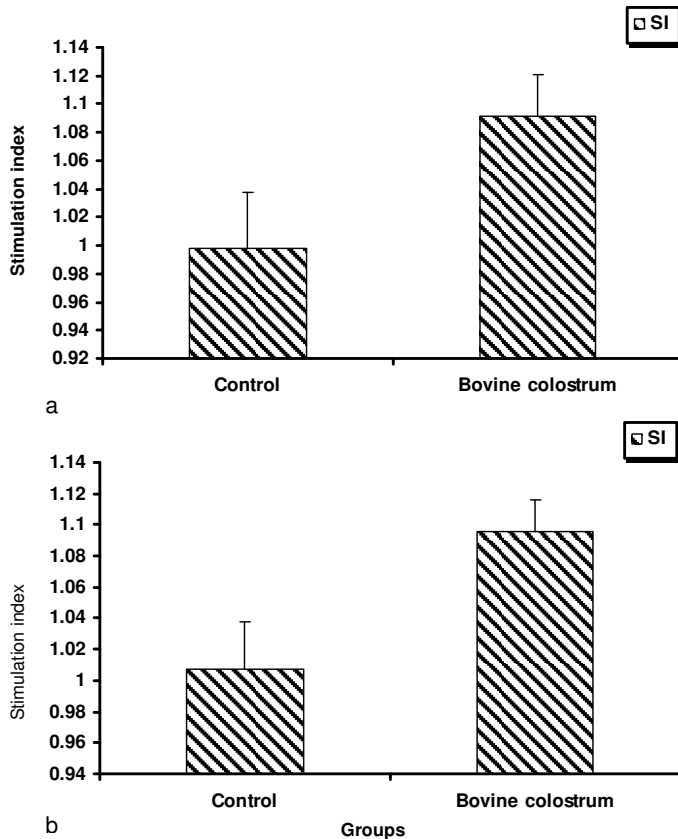 SI
1.14
1.12
1.1
1.08
1.06
1.04
1.02
1
0.98
0.96
0.94
0.92
Stimulation index
Control Bovine colostrum
a
SI
1.14
1.12
1.1
1.08
1.06
1.04
1.02
1
0.98
0.96
0.94
Stimulation index
Control Bovine colostrum
b
Groups